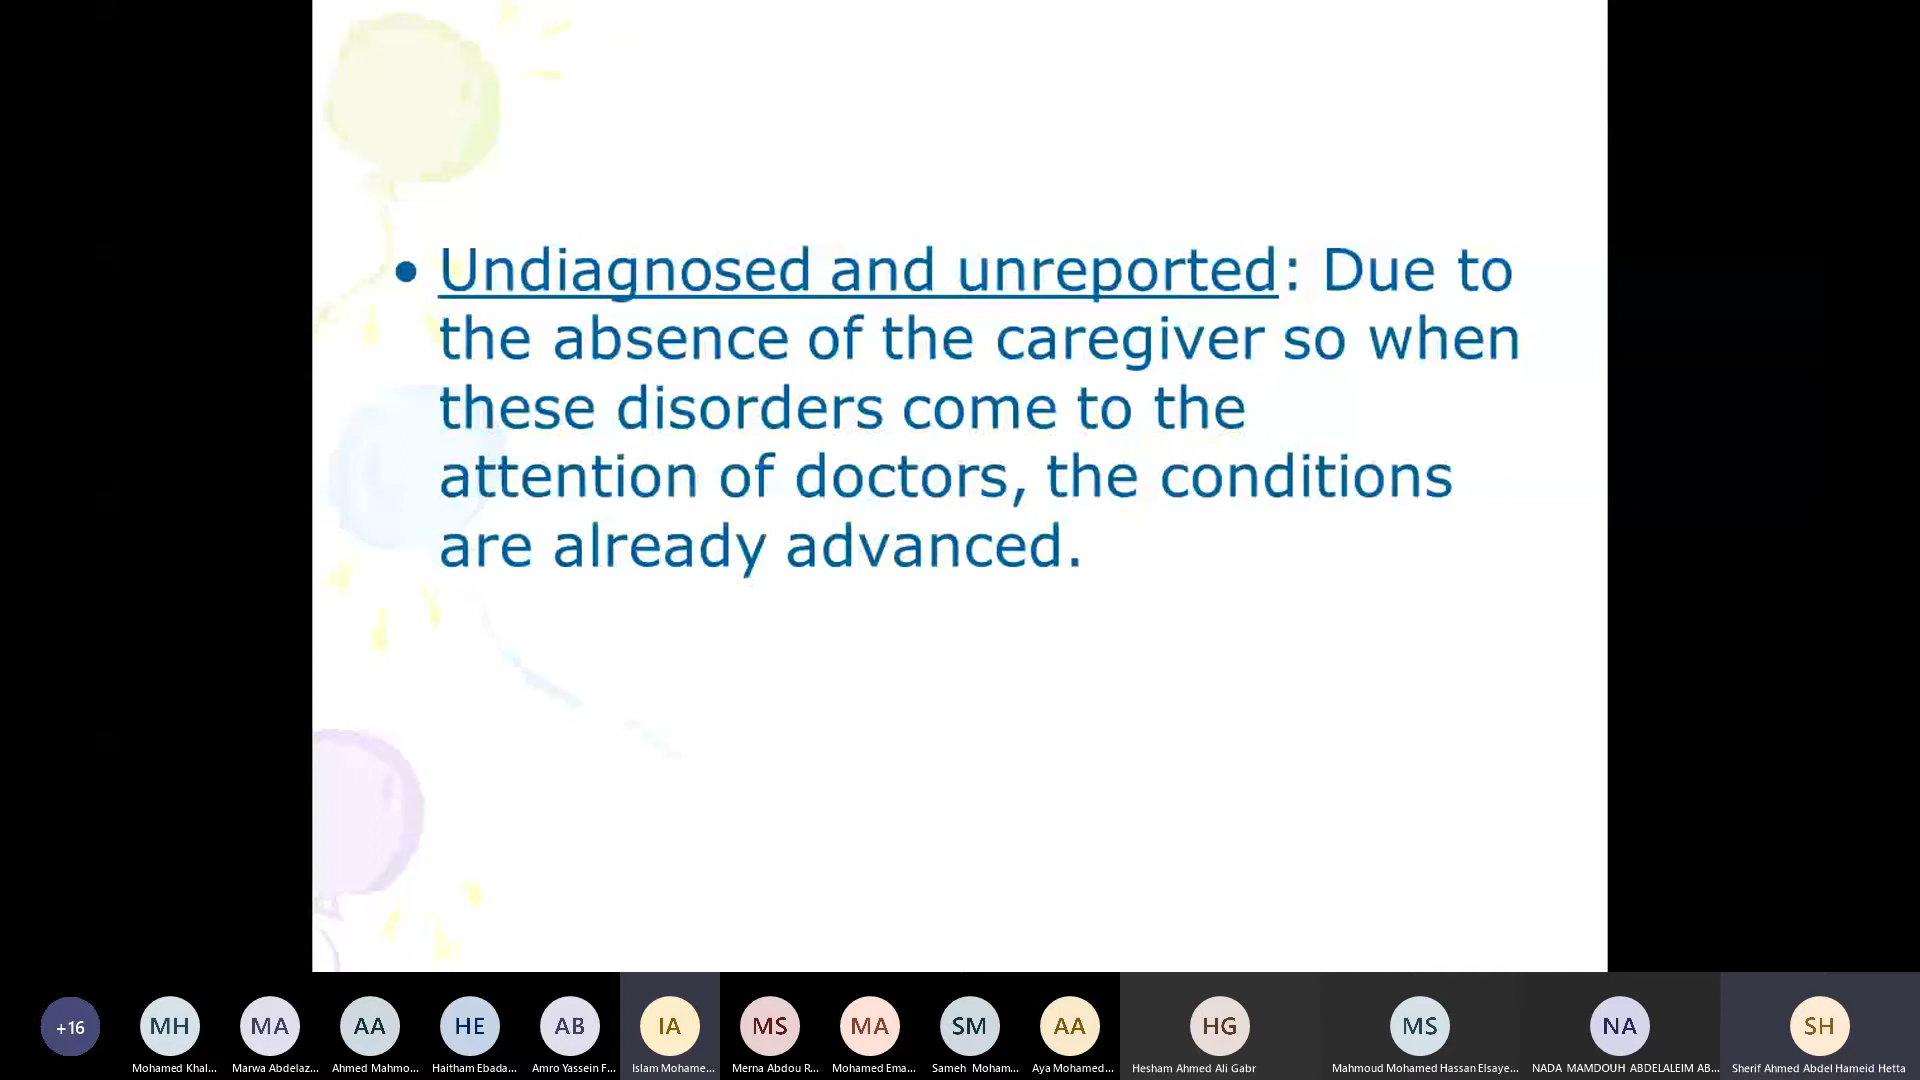 • Undiagnosed and unreported: Due to
the absence of the caregiver so when
these disorders come to the
attention of doctors, the conditions
are already advanced.
+16 MH MA AA HE AB IA MS MA SM AA HG MS NA SH
Mohamed Khal... Marwa Abdelaz... Ahmed Mahmo... Haitham Ebada... Amro Yassein F... Islam Mohame... Merna Abdou R... Mohamed Ema... Sameh Moham... Aya Mohamed... Hesham Ahmed Ali Gabr Mahmoud Mohamed Hassan Elsaye... NADA MAMDOUH ABDELALEIM AB... Sherif Ahmed Abdel Hameid Hetta